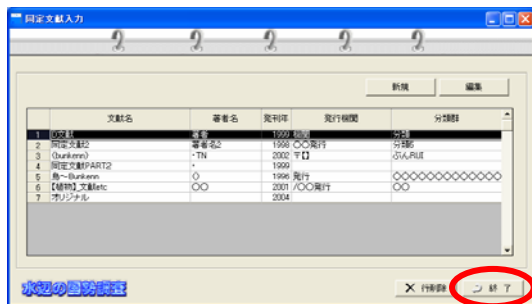 同定文献入力
新規 編集
文献名 著者名 発刊年 発行機関 分類群
1 D文献 著者 1999 機関 分類
2 同定文献2 著者名2 1998 〇〇発行 分類6
3 (bunkenn) ・TN 2002 〒[] ぶんRUI
4 同定文献PART2 ・ 1999
5 鳥～Bunkenn 〇 1996 発行 〇〇〇〇〇〇〇〇〇〇〇〇〇
6 【植物】文献etc 〇〇 2001 /〇〇発行 〇〇
7 オリジナル 2004
水辺の国勢調査
行削除 終了